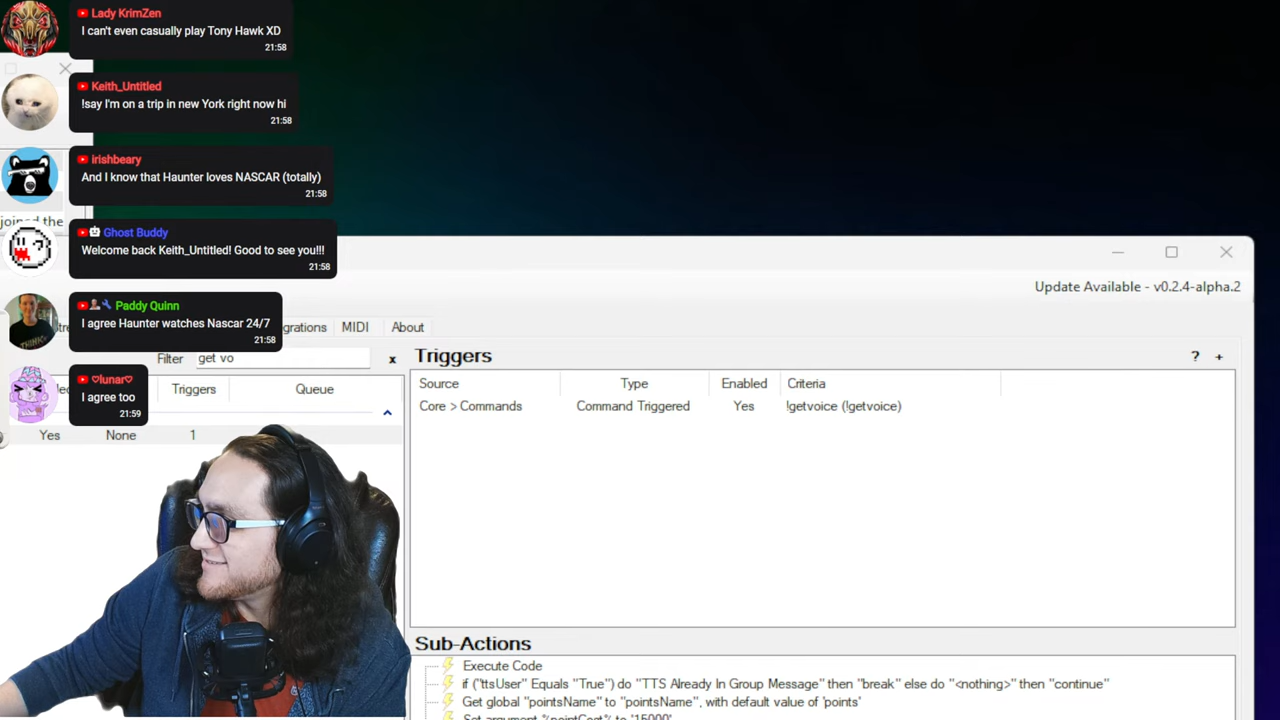 Lady KrimZen
I can't even casually play Tony Hawk XD
21:58
Keith_Untitled
!say I'm on a trip in new York right now hi
21:58
irishbeary
And I know that Haunter loves NASCAR (totally)
21:58
joined the
Ghost Buddy
Welcome back Keith_Untitled! Good to see you!!!
21:58
Paddy Quinn
I agree Haunter watches Nascar 24/7
21:58
♡lunar♡
I agree too
21:59
Update Available - v0.2.4-alpha.2
grations MIDI About
Filter get vo x
Triggers Queue
Yes None 1
Triggers ? +
Source Type Enabled Criteria
Core > Commands Command Triggered Yes !getvoice (!getvoice)
Sub-Actions
Execute Code
if ("ttsUser" Equals "True") do "TTS Already In Group Message" then "break" else do "<nothing>" then "continue"
Get global "pointsName" to "pointsName", with default value of 'points'
Set argument %pointCost% to '15000'